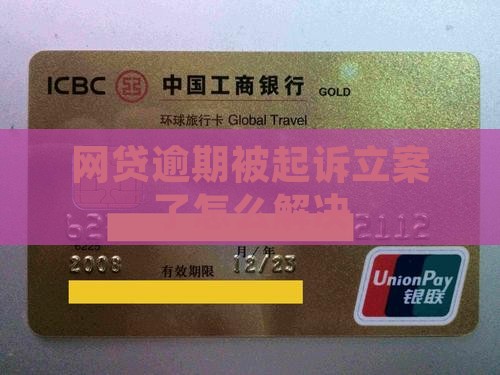 ICBC 中国工商银行 GOLD
环球旅行卡 Global Travel
网贷逾期被起诉立案
了怎么解决
62 2112
6225
月/年
2008 有效期限 12/23
UnionPay
银联